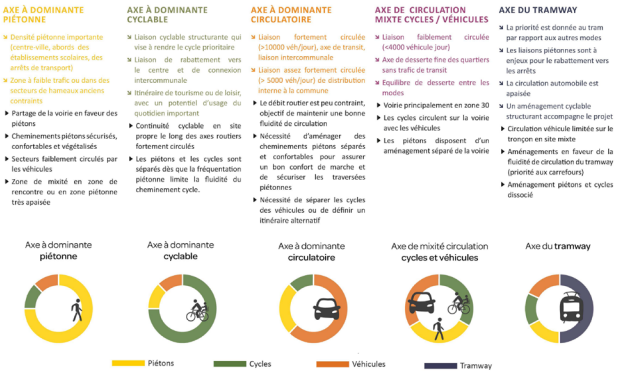 AXE À DOMINANTE
PIÉTONNE
Densité piétonne importante
(centre-ville, abords des
établissements scolaires, des
arrêts de transport)
Zone à faible trafic ou dans des
secteurs de hameaux anciens
contraints
Partage de la voirie en faveur des
piétons
Cheminements piétons sécurisés,
confortables et végétalisés
Secteurs faiblement circulés par
les véhicules
Zone de mixité en zone de
rencontre ou en zone piétonne
très apaisée
AXE À DOMINANTE
CYCLABLE
Liaison cyclable structurante qui
vise à rendre le cycle prioritaire
Liaison de rabattement vers
le centre et de connexion
intercommunale
Itinéraire de tourisme ou de loisir,
avec un potentiel d'usage du
quotidien important
Continuité cyclable en site
propre le long des axes routiers
fortement circulés
Les piétons et les cycles sont
séparés dès que la fréquentation
piétonne limite la fluidité du
cheminement cycle.
AXE À DOMINANTE
CIRCULATOIRE
Liaison fortement circulée
(>10000 véh/jour), axe de transit,
liaison intercommunale
Liaison assez fortement circulée
(> 5000 véh/jour) de distribution
interne à la commune
Le débit routier est peu contraint,
objectif de maintenir une bonne
fluidité de circulation
Nécessité d'aménager des
cheminements piétons séparés
et confortables pour assurer
un bon confort de marche et
de sécuriser les traversées
piétonnes
Nécessité de séparer les cycles
des véhicules ou de définir un
itinéraire alternatif
AXE DE CIRCULATION
MIXTE CYCLES / VÉHICULES
Liaison faiblement circulée
(<4000 véhicule jour)
Axe de desserte fine des quartiers
sans trafic de transit
Equilibre de desserte entre les
modes
Voirie principalement en zone 30
Les cycles circulent sur la voirie
avec les véhicules
Les piétons disposent d'un
aménagement séparé de la voirie
AXE DU TRAMWAY
La priorité est donnée au tram
par rapport aux autres modes
Les liaisons piétonnes sont à
enjeux pour le rabattement vers
les arrêts
La circulation automobile est
apaisée
Un aménagement cyclable
structurant accompagne le projet
Circulation véhicule limitée sur le
tronçon en site mixte
Aménagements en faveur de la
fluidité de circulation du tramway
(priorité aux carrefours)
Aménagement piétons et cycles
dissocié
Axe à dominante
piétonne
Axe à dominante
cyclable
Axe à dominante
circulatoire
Axe de mixité circulation
cycles et véhicules
Axe du tramway
Piétons
Cycles
Véhicules
Tramway